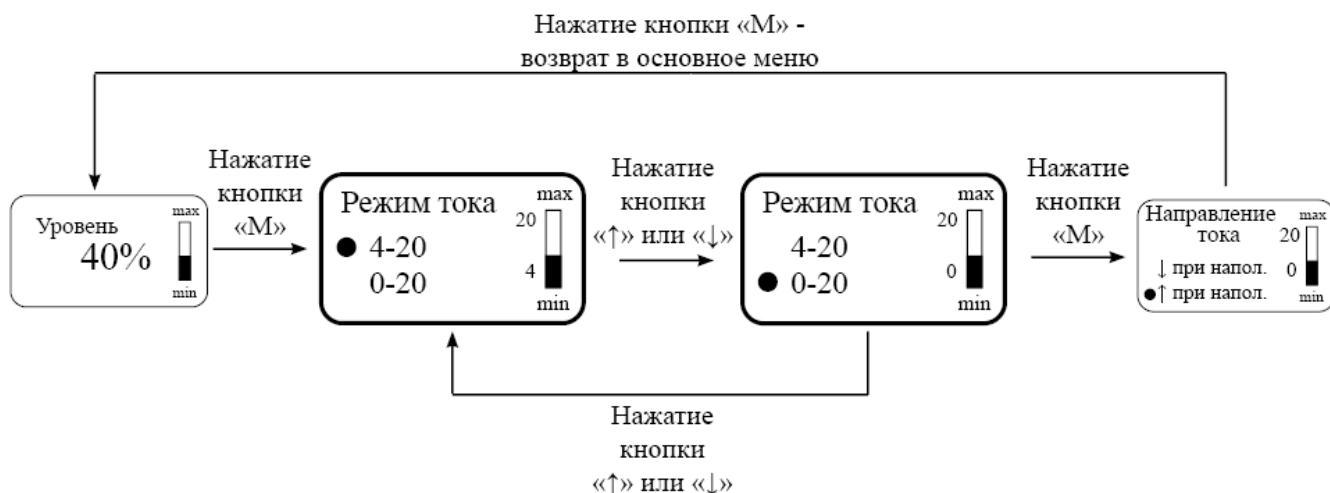 Нажатие кнопки «М» -
возврат в основное меню
Уровень
40%
max
min
Нажатие
кнопки
«М»
Режим тока
● 4-20
0-20
max
20
4
min
Нажатие
кнопки
«↑» или «↓»
Режим тока
4-20
● 0-20
max
20
0
min
Нажатие
кнопки
«М»
Направление
тока
↓ при напол.
●↑ при напол.
max
20
0
min
Нажатие
кнопки
«↑» или «↓»